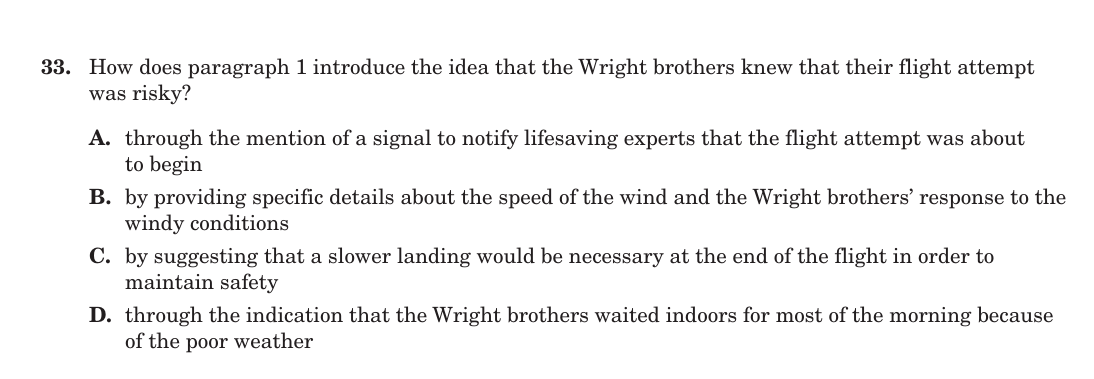 33. How does paragraph 1 introduce the idea that the Wright brothers knew that their flight attempt
was risky?
A. through the mention of a signal to notify lifesaving experts that the flight attempt was about
to begin
B. by providing specific details about the speed of the wind and the Wright brothers’ response to the
windy conditions
C. by suggesting that a slower landing would be necessary at the end of the flight in order to
maintain safety
D. through the indication that the Wright brothers waited indoors for most of the morning because
of the poor weather